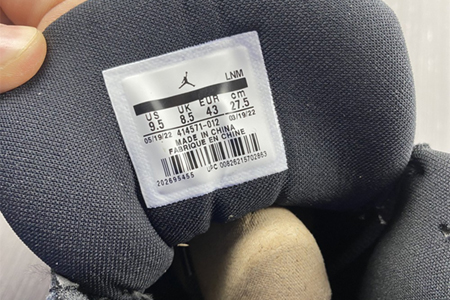 LNM
US UK EUR cm
9.5 8.5 43 27.5
05/19/22 414571-012 03/19/22
MADE IN CHINA
FABRIQUE EN CHINE
202695466 UPC 00826215702863